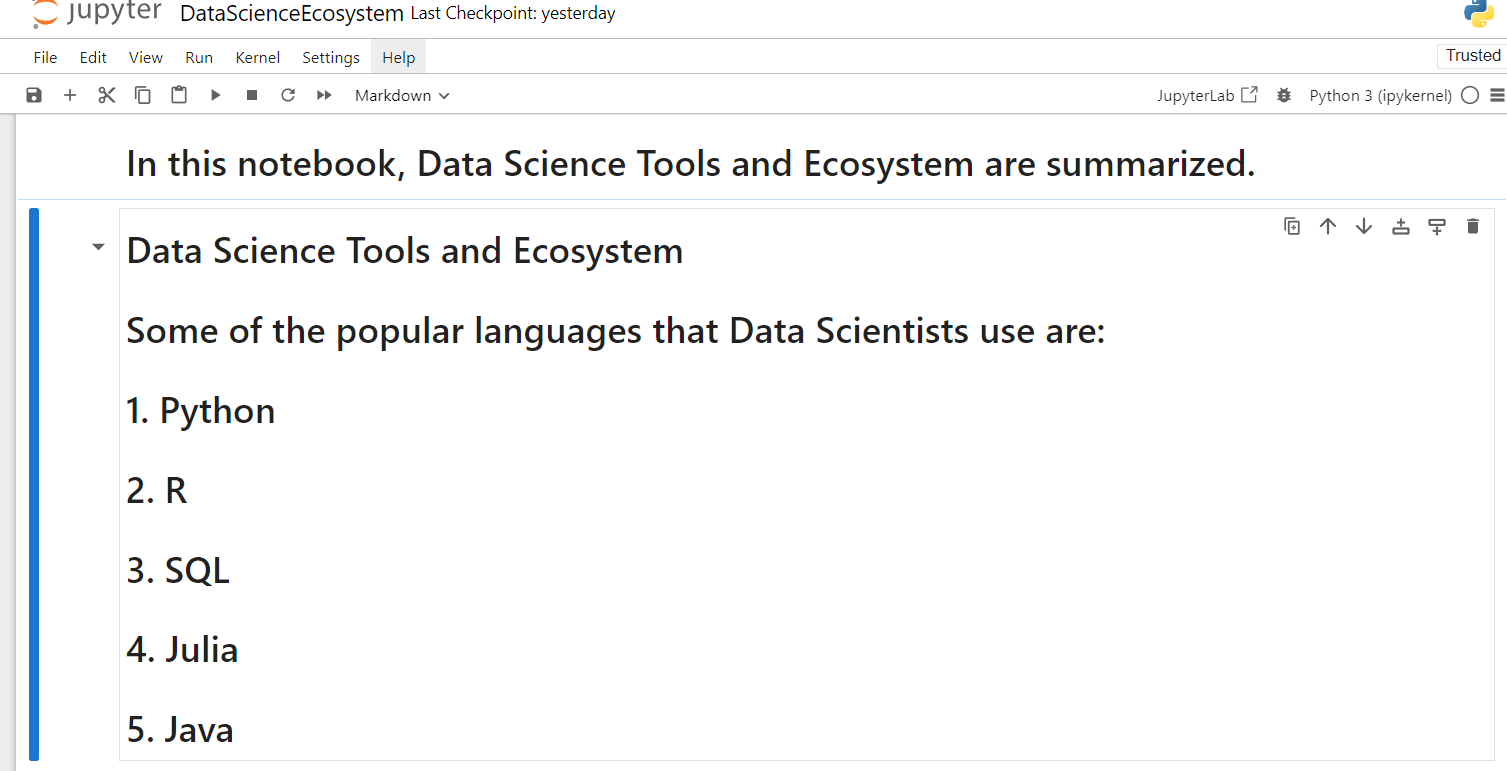 jupyter DataScienceEcosystem Last Checkpoint: yesterday
File Edit View Run Kernel Settings Help Trusted
Markdown JupyterLab Python 3 (ipykernel)
In this notebook, Data Science Tools and Ecosystem are summarized.
Data Science Tools and Ecosystem
Some of the popular languages that Data Scientists use are:
1. Python
2. R
3. SQL
4. Julia
5. Java